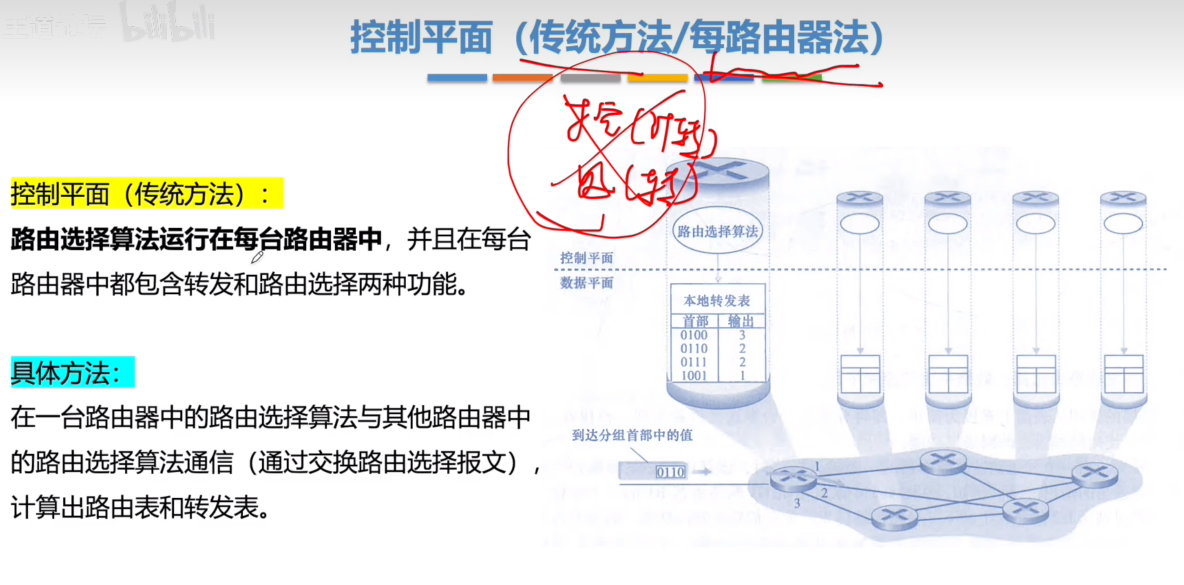 bilibili
控制平面（传统方法/每路由器法）
控制平面（传统方法）：
路由选择算法运行在每台路由器中，并且在每台
路由器中都包含转发和路由选择两种功能。
具体方法：
在一台路由器中的路由选择算法与其他路由器中
的路由选择算法通信（通过交换路由选择报文），
计算出路由表和转发表。
路由选择算法
控制平面
数据平面
本地转发表
首部 输出
0100 3
0110 2
0111 2
1001 1
到达分组首部中的值
0110
1
2
3